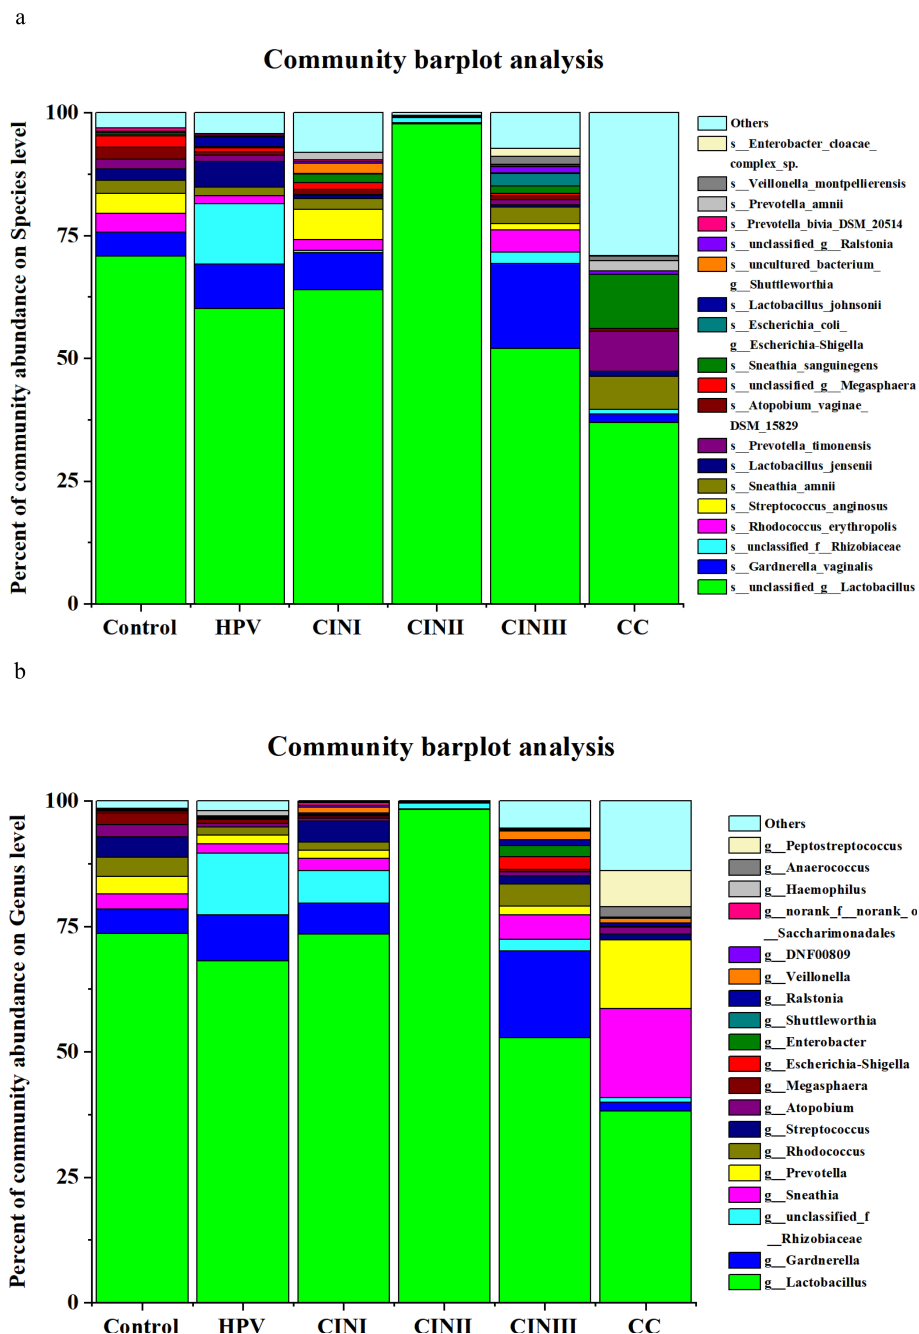 a
Community barplot analysis
Percent of community abundance on Species level
100
75
50
25
0
Control
HPV
CINI
CINII
CINIII
CC
Others
s__Enterobacter_cloacae_
complex_sp.
s__Veillonella_montpellierensis
s__Prevotella_amnii
s__Prevotella_bivia_DSM_20514
s__unclassified_g__Ralstonia
s__uncultured_bacterium_
g__Shuttleworthia
s__Lactobacillus_johnsonii
s__Escherichia_coli_
g__Escherichia-Shigella
s__Sneathia_sanguinegens
s__unclassified_g__Megasphaera
s__Atopobium_vaginae_
DSM_15829
s__Prevotella_timonensis
s__Lactobacillus_jensenii
s__Sneathia_amnii
s__Streptococcus_anginosus
s__Rhodococcus_erythropolis
s__unclassified_f__Rhizobiaceae
s__Gardnerella_vaginalis
s__unclassified_g__Lactobacillus
b
Community barplot analysis
Percent of community abundance on Genus level
100
75
50
25
0
Control
HPV
CINI
CINII
CINIII
CC
Others
g__Peptostreptococcus
g__Anaerococcus
g__Haemophilus
g__norank_f__norank_o
__Saccharimonadales
g__DNF00809
g__Veillonella
g__Ralstonia
g__Shuttleworthia
g__Enterobacter
g__Escherichia-Shigella
g__Megasphaera
g__Atopobium
g__Streptococcus
g__Rhodococcus
g__Prevotella
g__Sneathia
g__unclassified_f
__Rhizobiaceae
g__Gardnerella
g__Lactobacillus